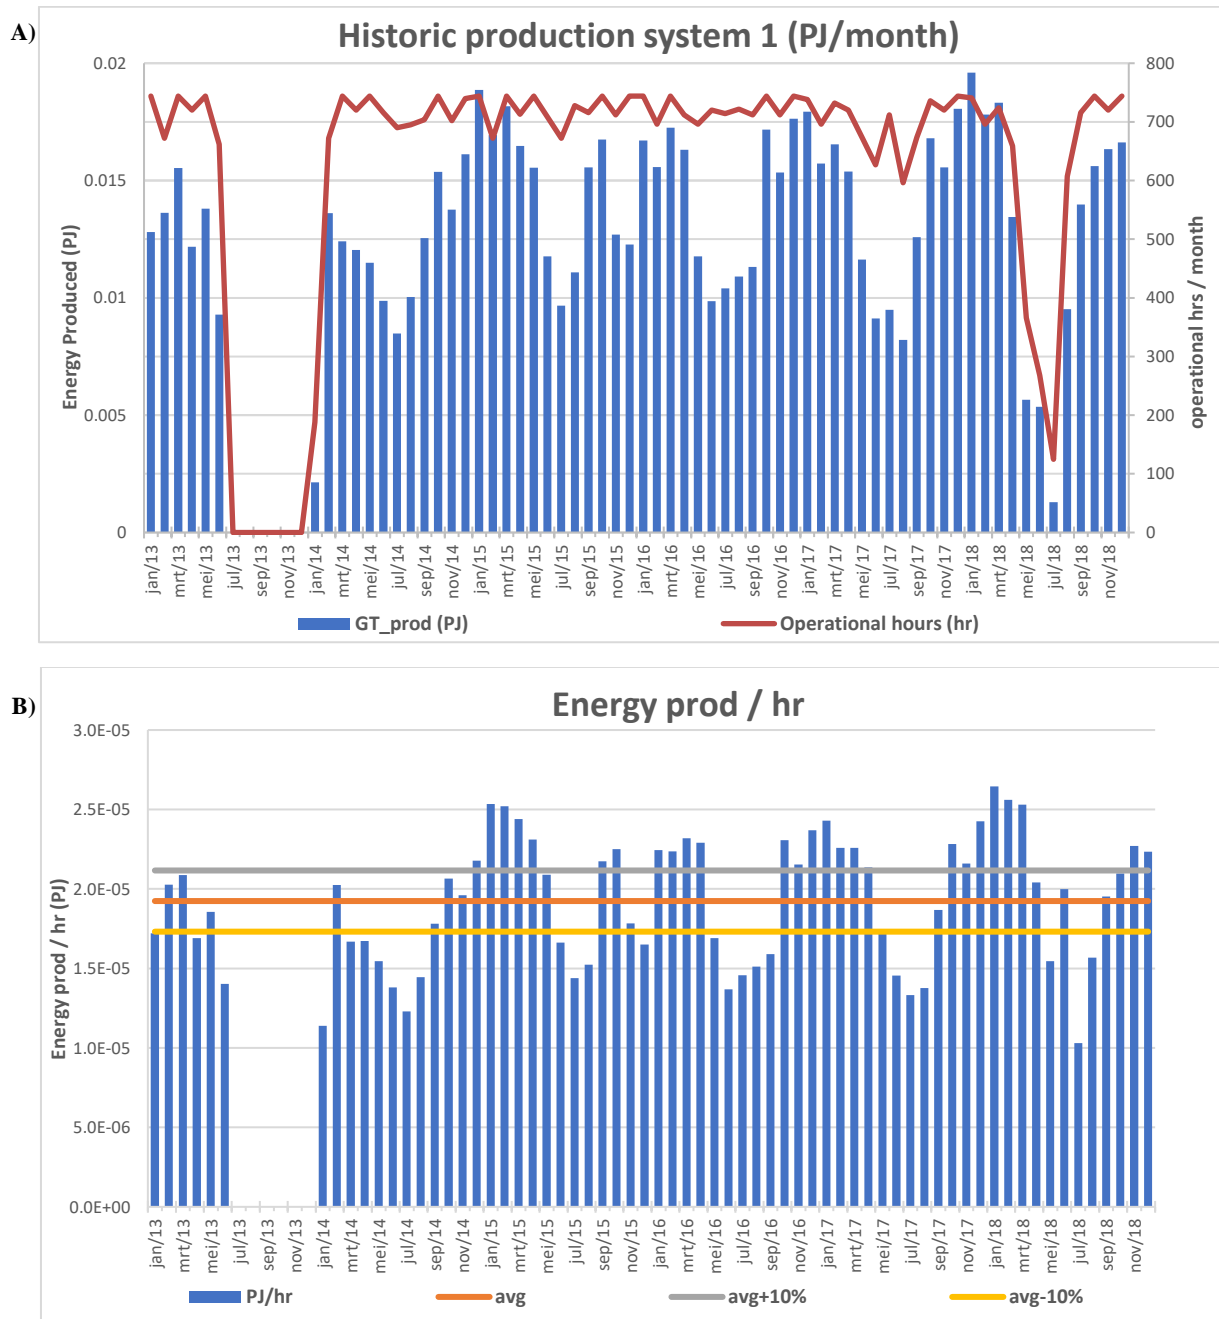 A)
Historic production system 1 (PJ/month)
0.02
0.015
0.01
0.005
0
Energy Produced (PJ)
800
700
600
500
400
300
200
100
0
operational hrs / month
jan/13
mrt/13
mei/13
jul/13
sep/13
nov/13
jan/14
mrt/14
mei/14
jul/14
sep/14
nov/14
jan/15
mrt/15
mei/15
jul/15
sep/15
nov/15
jan/16
mrt/16
mei/16
jul/16
sep/16
nov/16
jan/17
mrt/17
mei/17
jul/17
sep/17
nov/17
jan/18
mrt/18
mei/18
jul/18
sep/18
nov/18
GT_prod (PJ)
Operational hours (hr)
B)
Energy prod / hr
3.0E-05
2.5E-05
2.0E-05
1.5E-05
1.0E-05
5.0E-06
0.0E+00
Energy prod / hr (PJ)
jan/13
mrt/13
mei/13
jul/13
sep/13
nov/13
jan/14
mrt/14
mei/14
jul/14
sep/14
nov/14
jan/15
mrt/15
mei/15
jul/15
sep/15
nov/15
jan/16
mrt/16
mei/16
jul/16
sep/16
nov/16
jan/17
mrt/17
mei/17
jul/17
sep/17
nov/17
jan/18
mrt/18
mei/18
jul/18
sep/18
nov/18
PJ/hr
avg
avg+10%
avg-10%